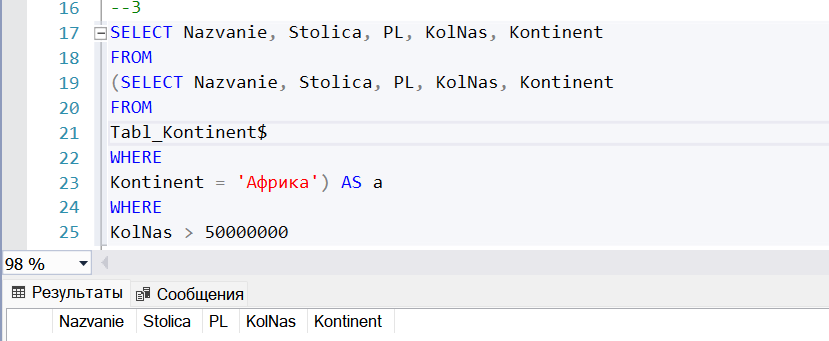 16 --3
17 SELECT Nazvanie, Stolica, PL, KolNas, Kontinent
18 FROM
19 (SELECT Nazvanie, Stolica, PL, KolNas, Kontinent
20 FROM
21 Tabl_Kontinent$
22 WHERE
23 Kontinent = 'Африка') AS a
24 WHERE
25 KolNas > 50000000
98 %
Результаты Сообщения
Nazvanie Stolica PL KolNas Kontinent